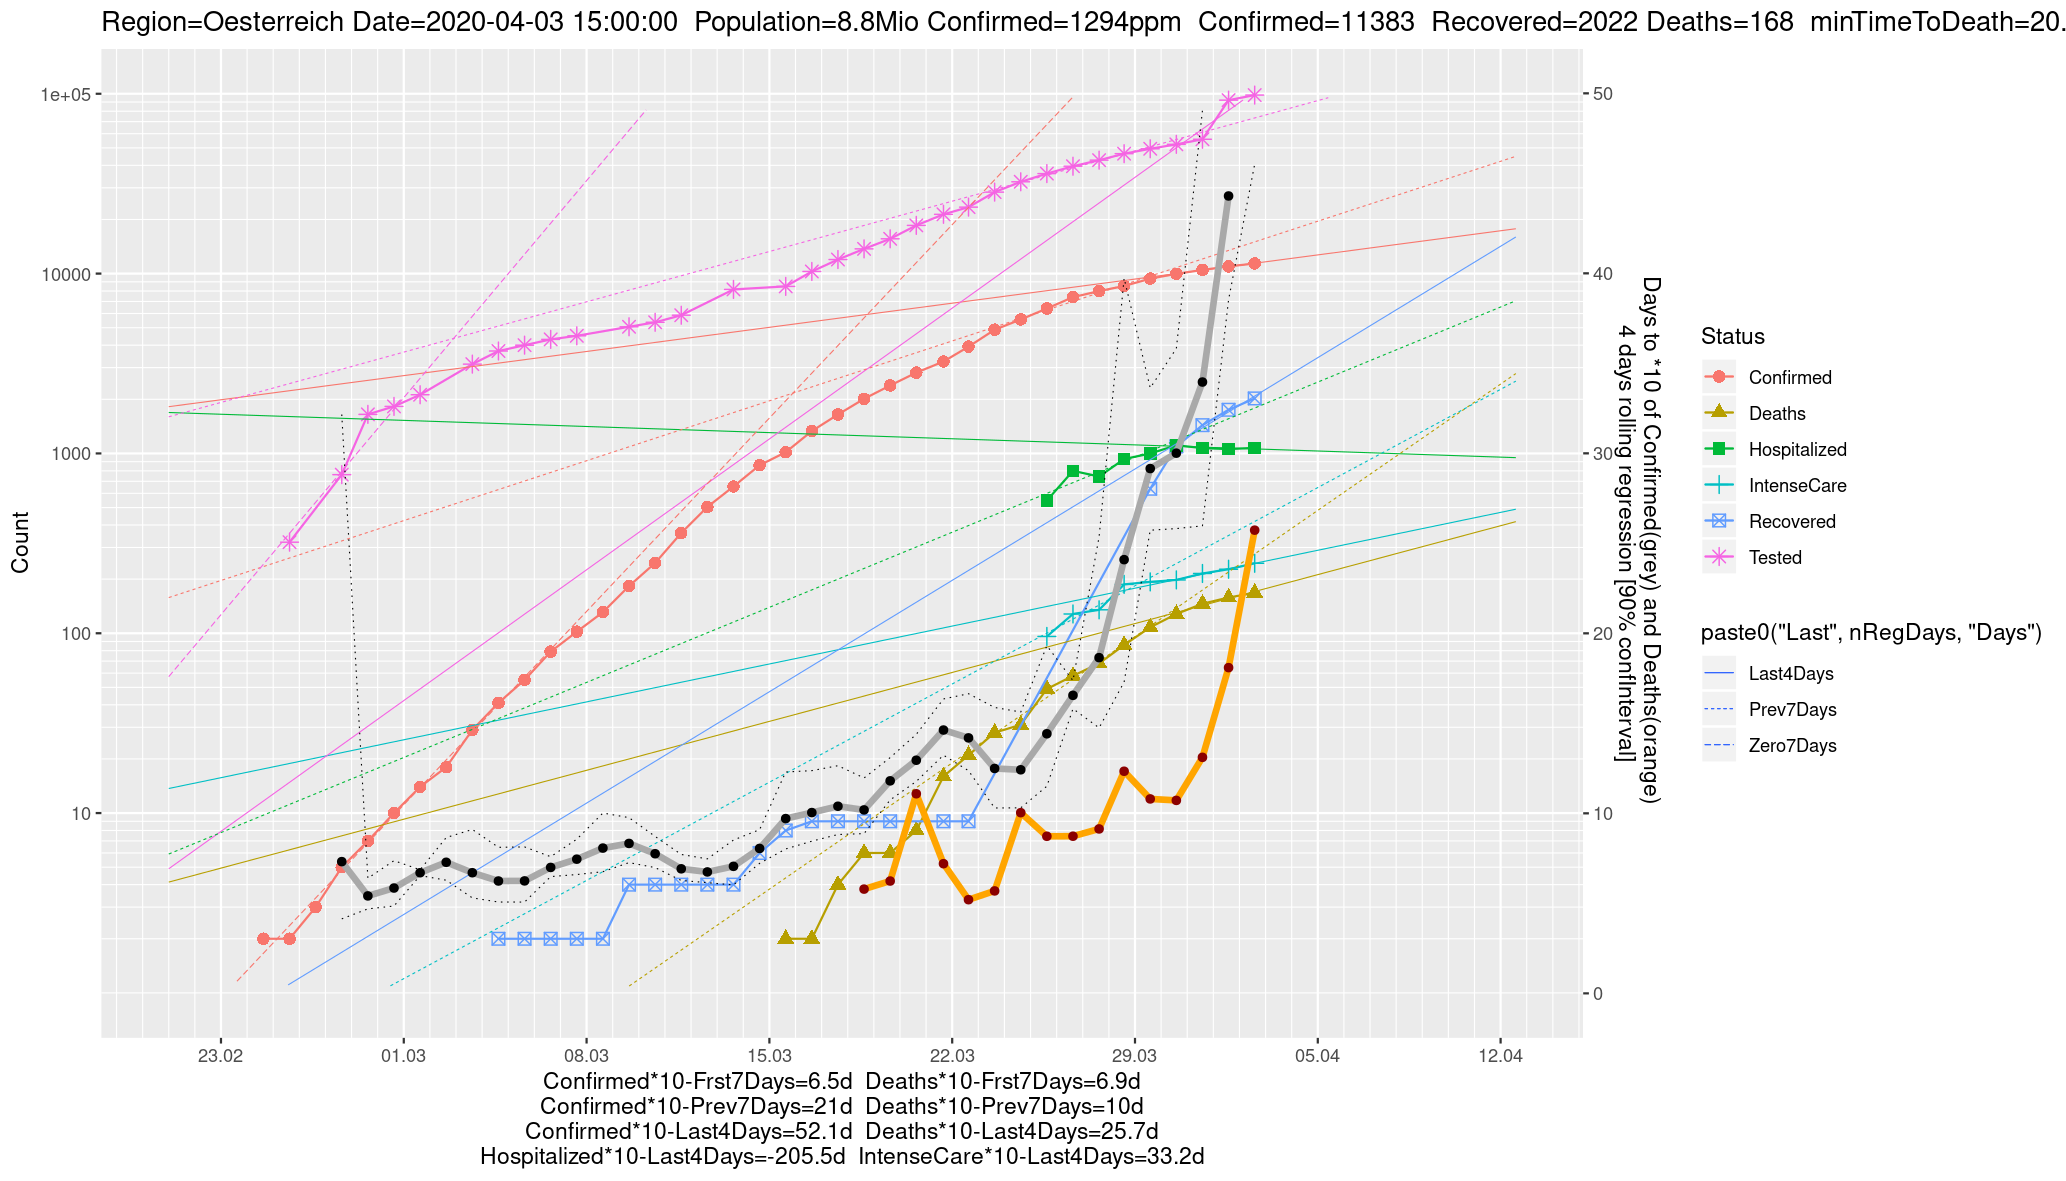 Region=Oesterreich Date=2020-04-03 15:00:00  Population=8.8Mio Confirmed=1294ppm  Confirmed=11383  Recovered=2022 Deaths=168  minTimeToDeath=20.
Count
1e+05
10000
1000
100
10
50
40
30
20
10
0
Days to *10 of Confirmed(grey) and Deaths(orange)
4 days rolling regression [90% confInterval]
23.02
01.03
08.03
15.03
22.03
29.03
05.04
12.04
Confirmed*10-Frst7Days=6.5d  Deaths*10-Frst7Days=6.9d
Confirmed*10-Prev7Days=21d  Deaths*10-Prev7Days=10d
Confirmed*10-Last4Days=52.1d  Deaths*10-Last4Days=25.7d
Hospitalized*10-Last4Days=-205.5d  IntenseCare*10-Last4Days=33.2d
Status
Confirmed
Deaths
Hospitalized
IntenseCare
Recovered
Tested
paste0("Last", nRegDays, "Days")
Last4Days
Prev7Days
Zero7Days